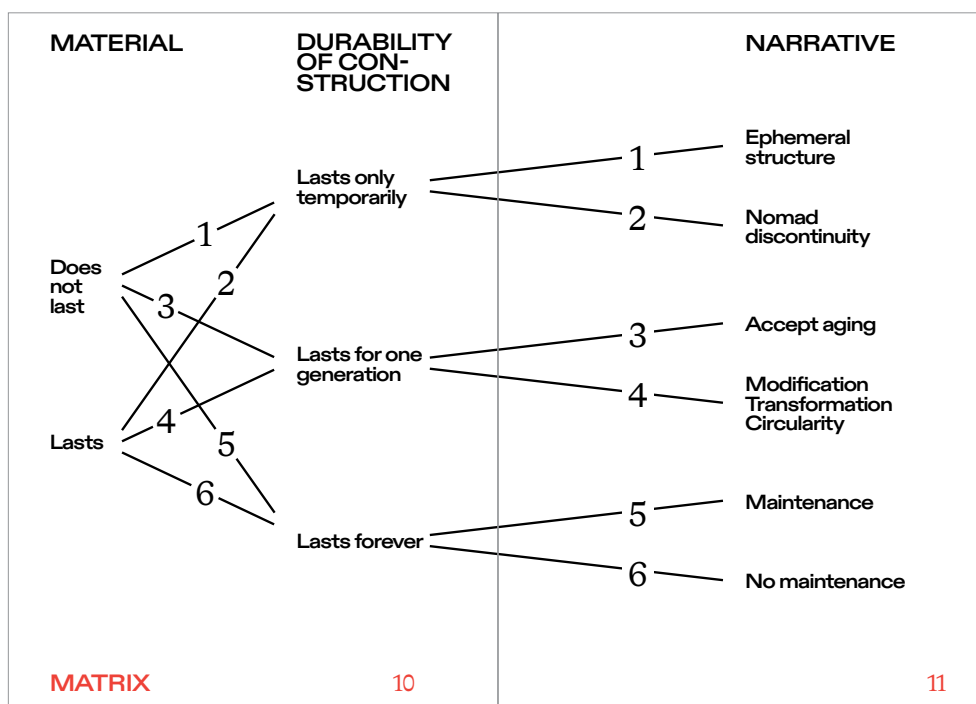 MATERIAL
DURABILITY
OF CON-
STRUCTION
NARRATIVE
Does
not
last
Lasts
1
2
3
4
5
6
Lasts only
temporarily
Lasts for one
generation
Lasts forever
1
2
3
4
5
6
Ephemeral
structure
Nomad
discontinuity
Accept aging
Modification
Transformation
Circularity
Maintenance
No maintenance
MATRIX
10
11